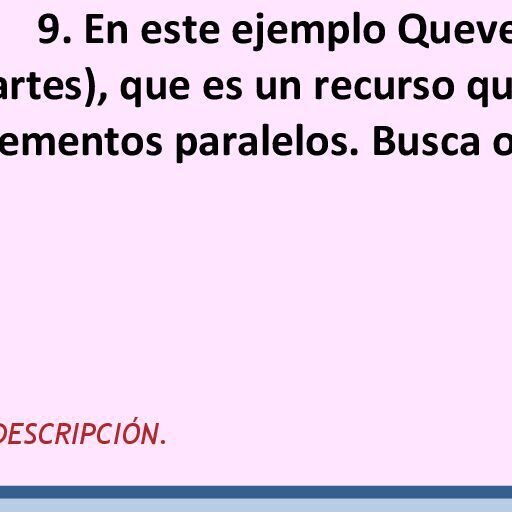 9. En este ejemplo Queve
artes), que es un recurso qu
ementos paralelos. Busca o
DESCRIPCIÓN.